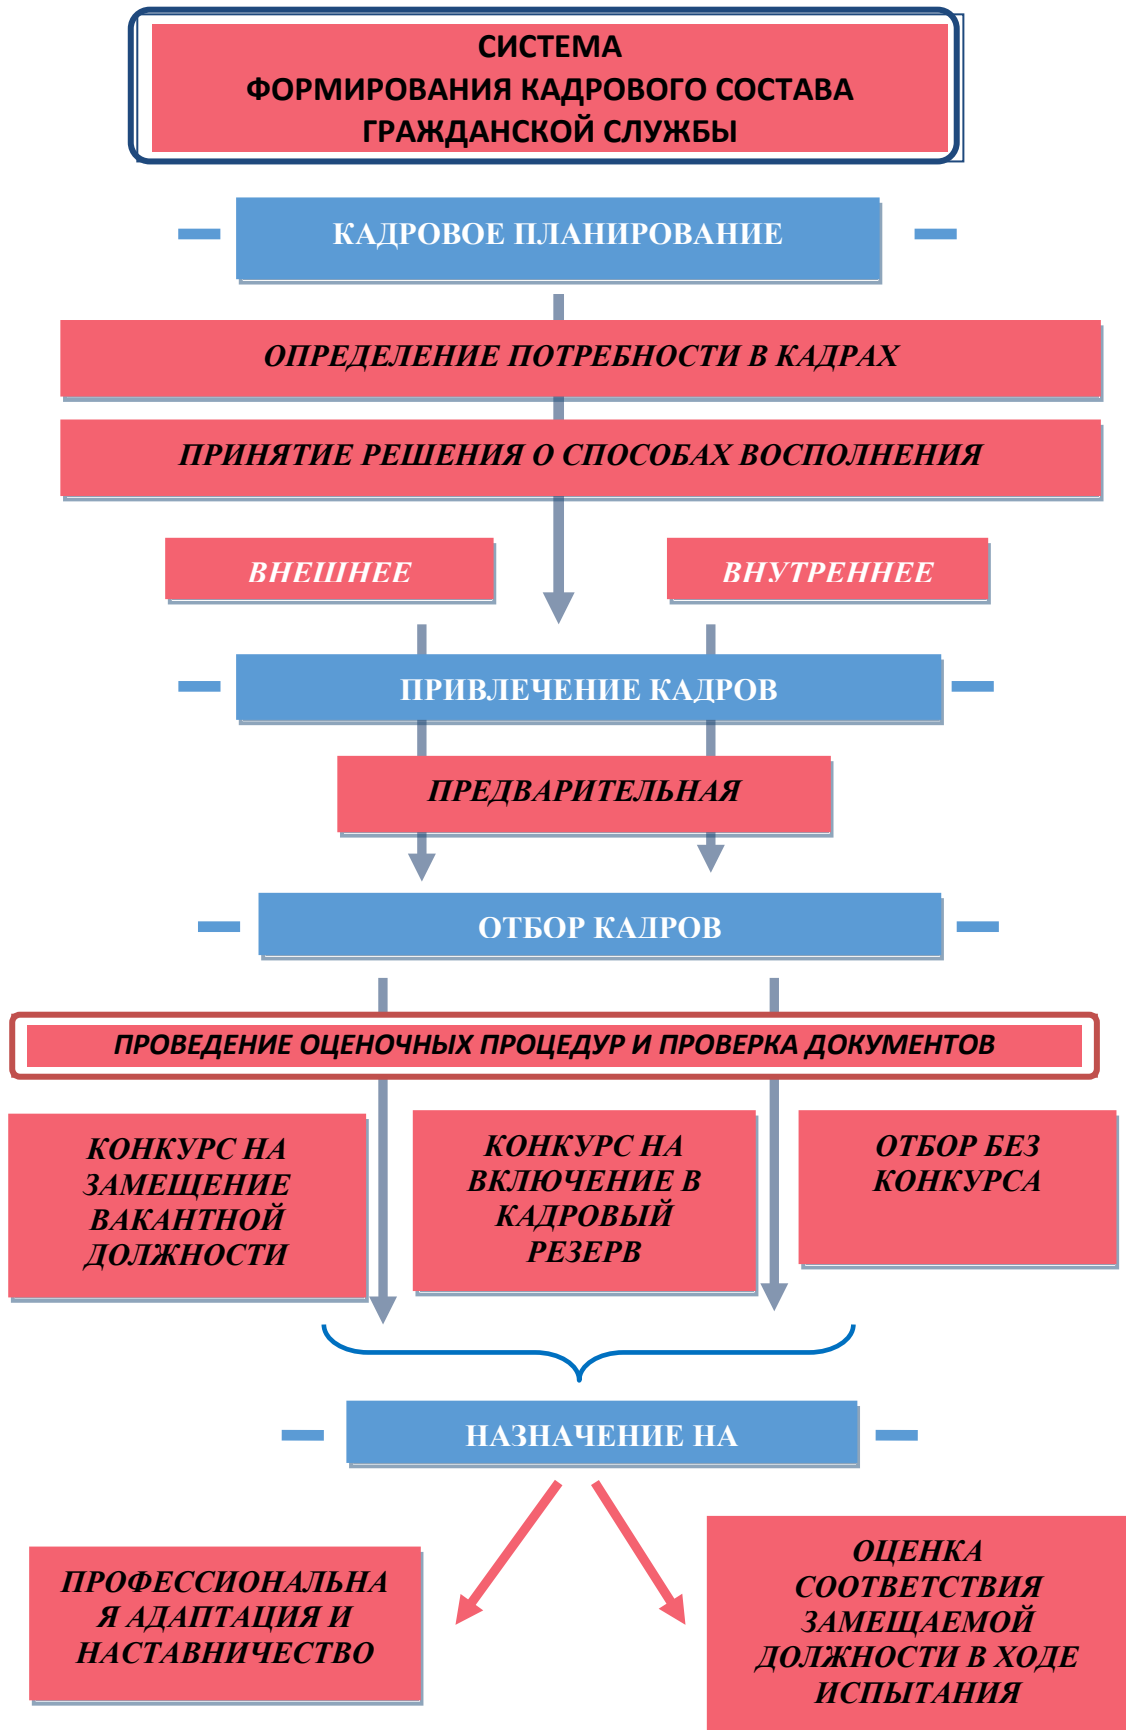 СИСТЕМА
ФОРМИРОВАНИЯ КАДРОВОГО СОСТАВА
ГРАЖДАНСКОЙ СЛУЖБЫ
КАДРОВОЕ ПЛАНИРОВАНИЕ
ОПРЕДЕЛЕНИЕ ПОТРЕБНОСТИ В КАДРАХ
ПРИНЯТИЕ РЕШЕНИЯ О СПОСОБАХ ВОСПОЛНЕНИЯ
ВНЕШНЕЕ
ВНУТРЕННЕЕ
ПРИВЛЕЧЕНИЕ КАДРОВ
ПРЕДВАРИТЕЛЬНАЯ
ОТБОР КАДРОВ
ПРОВЕДЕНИЕ ОЦЕНОЧНЫХ ПРОЦЕДУР И ПРОВЕРКА ДОКУМЕНТОВ
КОНКУРС НА
ЗАМЕЩЕНИЕ
ВАКАНТНОЙ
ДОЛЖНОСТИ
КОНКУРС НА
ВКЛЮЧЕНИЕ В
КАДРОВЫЙ
РЕЗЕРВ
ОТБОР БЕЗ
КОНКУРСА
НАЗНАЧЕНИЕ НА
ПРОФЕССИОНАЛЬНА
Я АДАПТАЦИЯ И
НАСТАВНИЧЕСТВО
ОЦЕНКА
СООТВЕТСТВИЯ
ЗАМЕЩАЕМОЙ
ДОЛЖНОСТИ В ХОДЕ
ИСПЫТАНИЯ